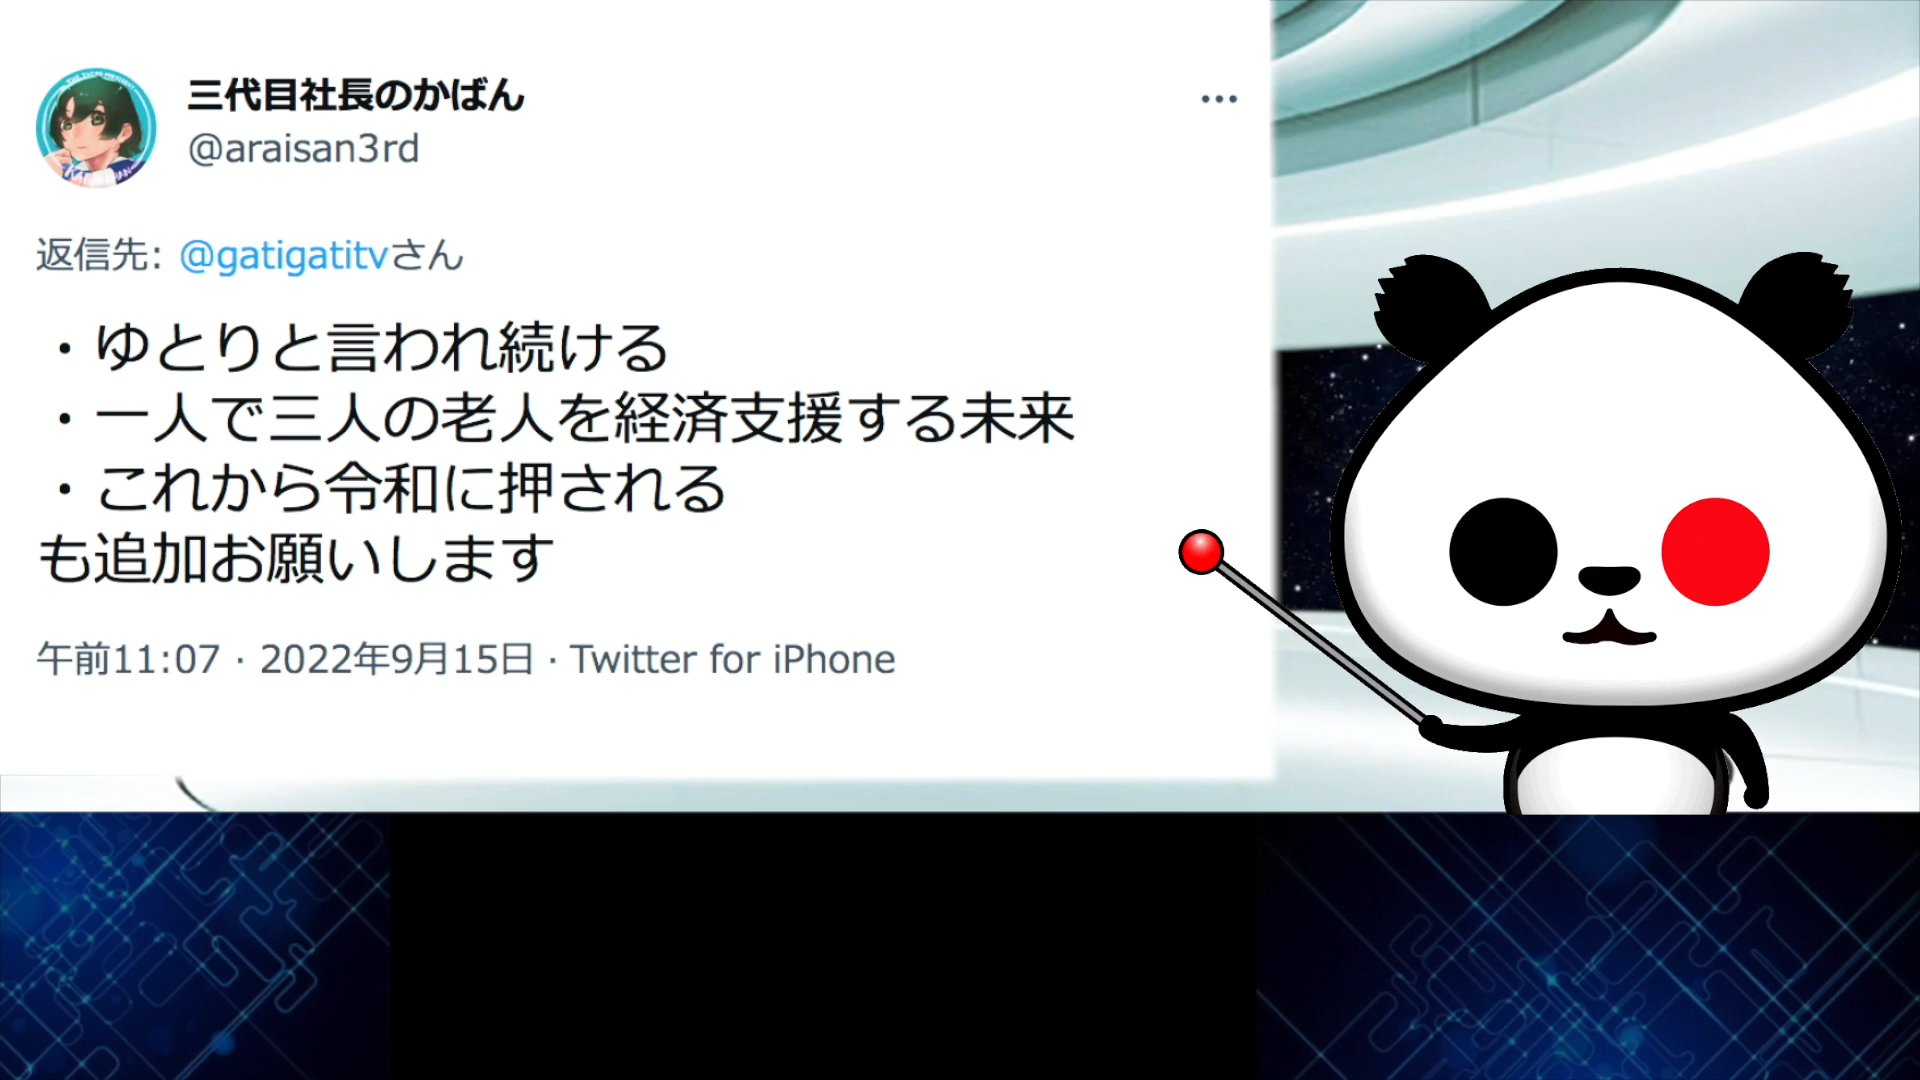 三代目社長のかばん
@araisan3rd
返信先: @gatigatitvさん
・ゆとりと言われ続ける
・一人で三人の老人を経済支援する未来
・これから令和に押される
も追加お願いします
午前11:07 · 2022年9月15日 · Twitter for iPhone